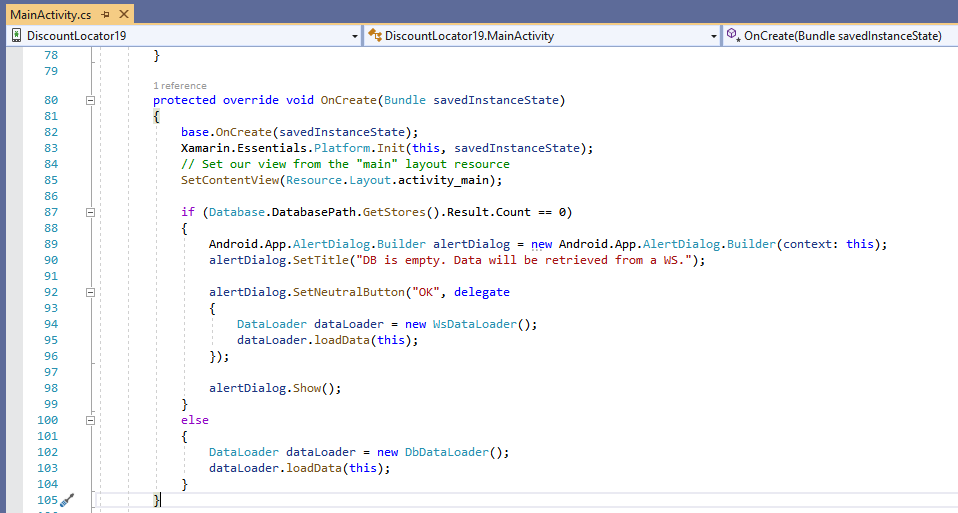 MainActivity.cs
DiscountLocator19 DiscountLocator19.MainActivity OnCreate(Bundle savedInstanceState)
78 }
79
1 reference
80 protected override void OnCreate(Bundle savedInstanceState)
81 {
82 base.OnCreate(savedInstanceState);
83 Xamarin.Essentials.Platform.Init(this, savedInstanceState);
84 // Set our view from the "main" layout resource
85 SetContentView(Resource.Layout.activity_main);
86
87 if (Database.DatabasePath.GetStores().Result.Count == 0)
88 {
89 Android.App.AlertDialog.Builder alertDialog = new Android.App.AlertDialog.Builder(context: this);
90 alertDialog.SetTitle("DB is empty. Data will be retrieved from a WS.");
91
92 alertDialog.SetNeutralButton("OK", delegate
93 {
94 DataLoader dataLoader = new WsDataLoader();
95 dataLoader.loadData(this);
96 });
97
98 alertDialog.Show();
99 }
100 else
101 {
102 DataLoader dataLoader = new DbDataLoader();
103 dataLoader.loadData(this);
104 }
105 }